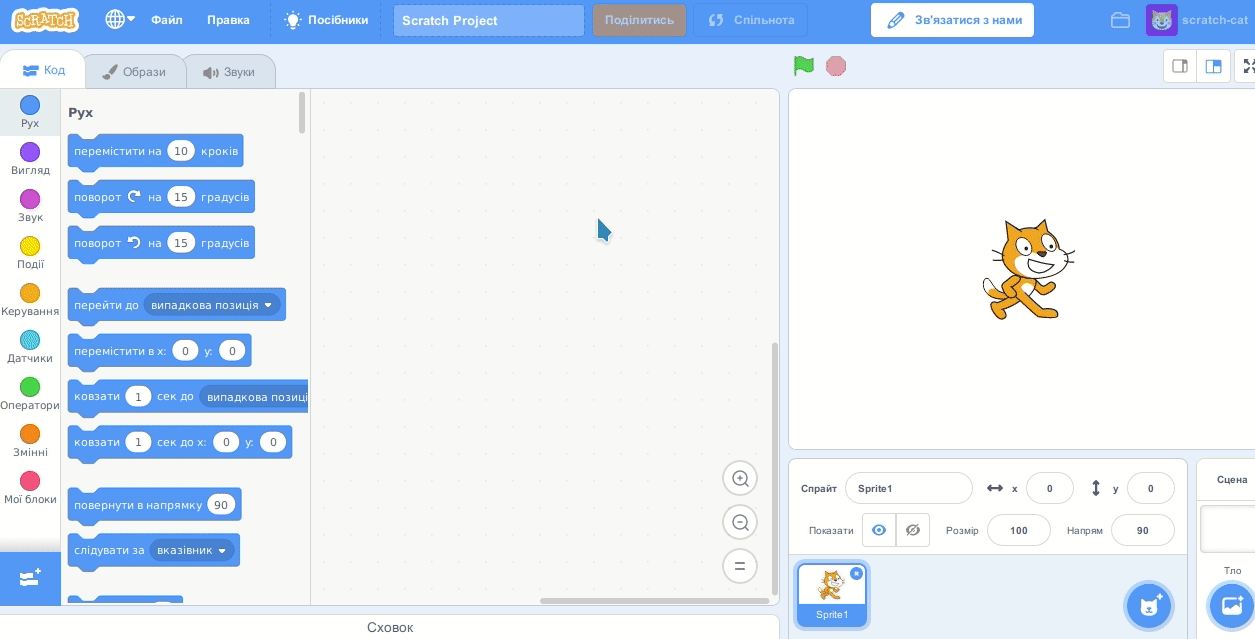 SCRATCH Файл Правка Посібники Scratch Project Поділитись Спільнота Зв'язатися з нами scratch-cat
Код Образи Звуки
Рух
Вигляд
Звук
Події
Керування
Датчики
Оператори
Змінні
Мої блоки
Рух
перемістити на 10 кроків
поворот на 15 градусів
поворот на 15 градусів
перейти до випадкова позиція
перемістити в x: 0 y: 0
ковзати 1 сек до випадкова позиці
ковзати 1 сек до x: 0 y: 0
повернути в напрямку 90
слідувати за вказівник
Сховок
Спрайт Sprite1 x 0 y 0
Показати Розмір 100 Напрям 90
Sprite1
Сцена
Тло